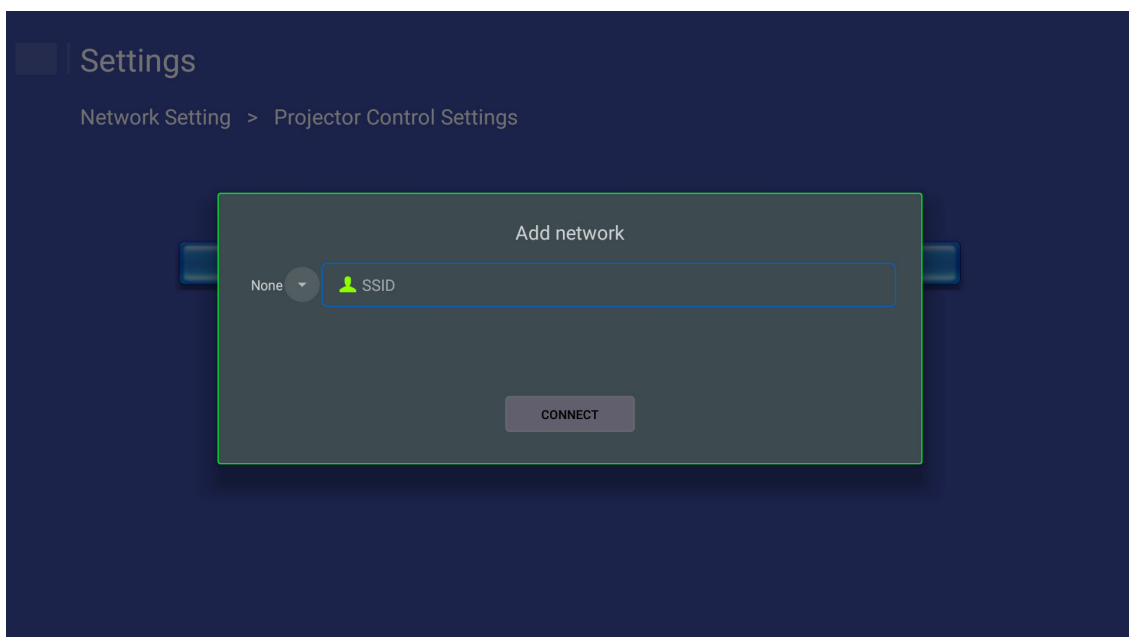 Settings
Network Setting > Projector Control Settings
Add network
None SSID
CONNECT